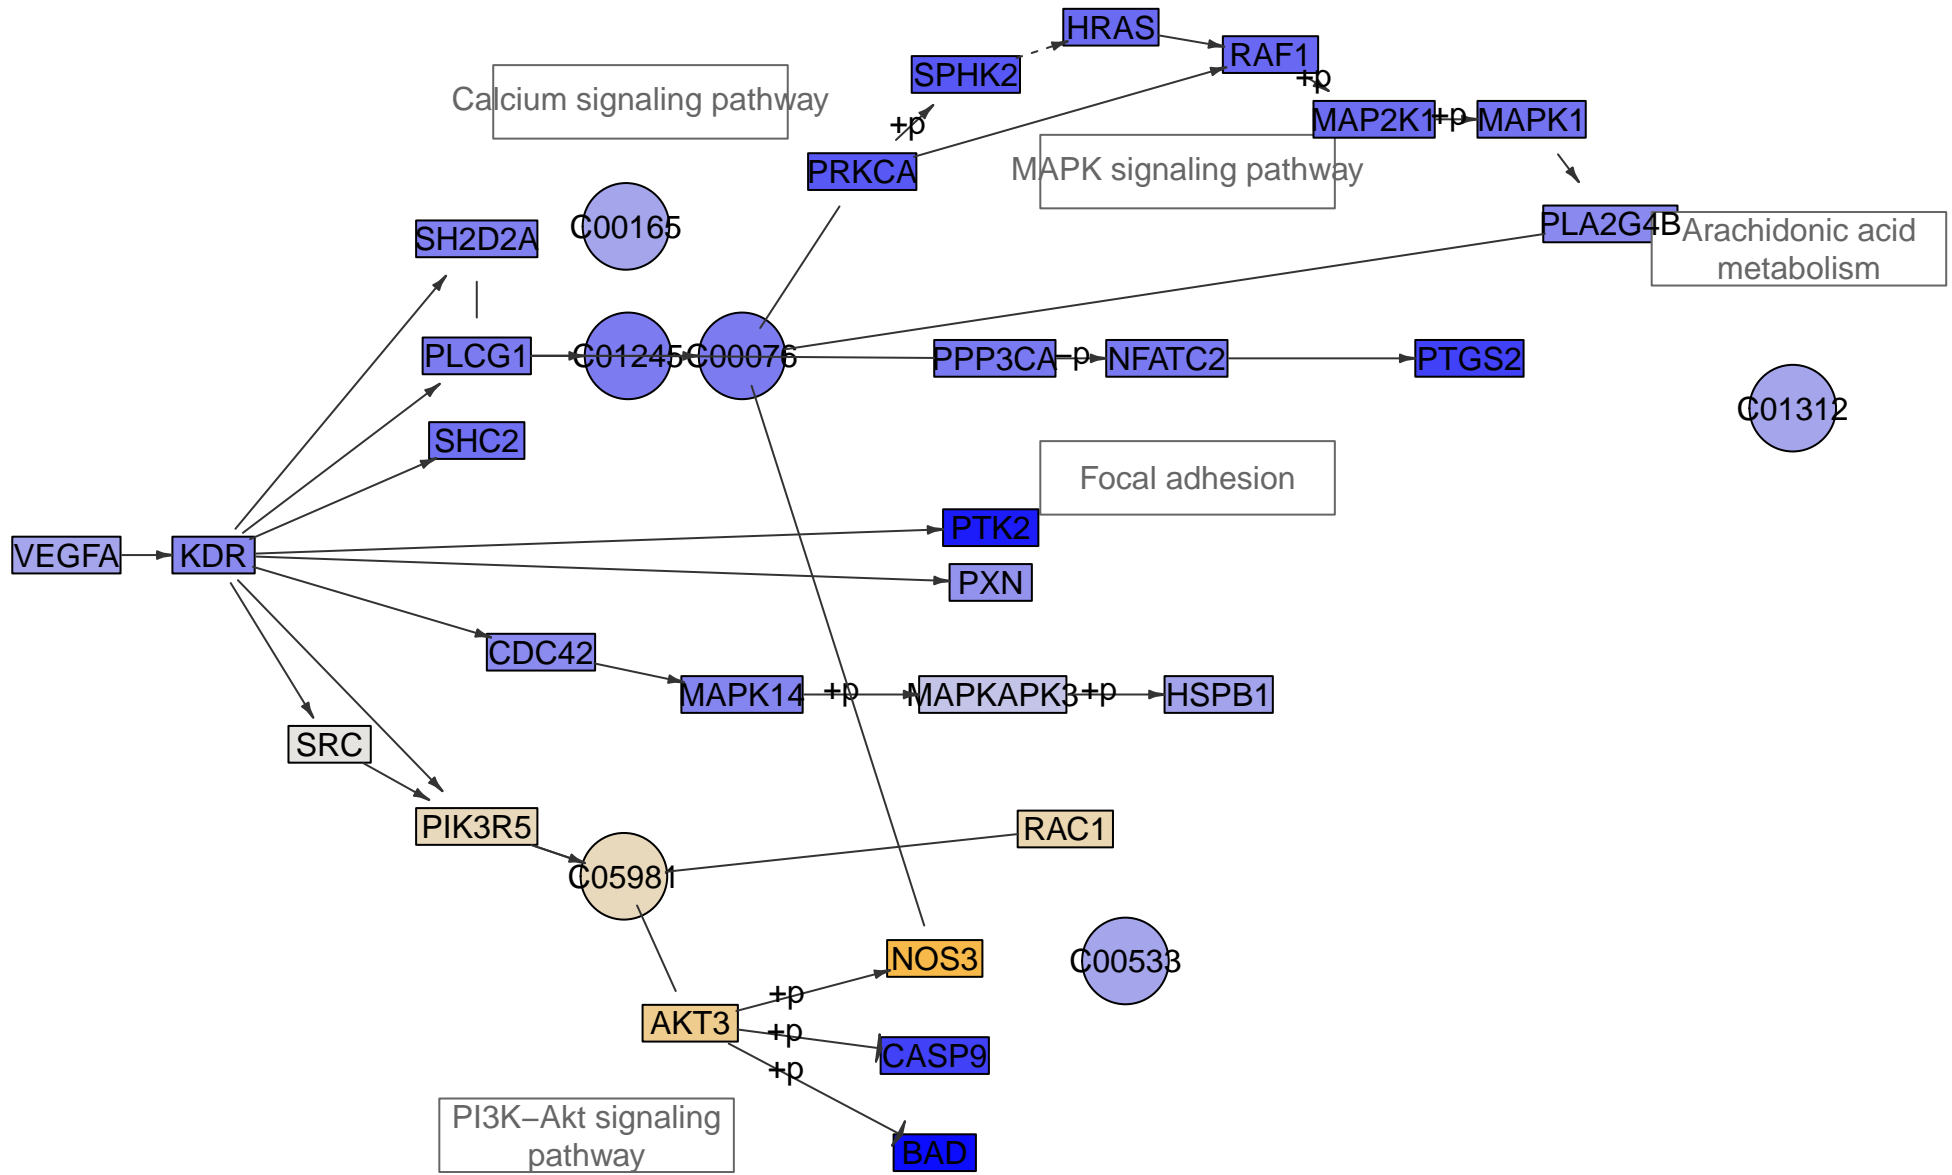 HRAS
RAF1
+p
SPHK2
Calcium signaling pathway
+p
MAP2K1
+p
MAPK1
PRKCA
MAPK signaling pathway
C00165
SH2D2A
PLA2G4B
Arachidonic acid
metabolism
PLCG1
C01245
C00076
PPP3CA
−p
NFATC2
PTGS2
C01312
SHC2
Focal adhesion
PTK2
VEGFA
KDR
PXN
CDC42
MAPK14
+p
MAPKAPK3
+p
HSPB1
SRC
PIK3R5
RAC1
C05981
NOS3
C00533
+p
AKT3
+p
CASP9
+p
PI3K−Akt signaling
pathway
BAD